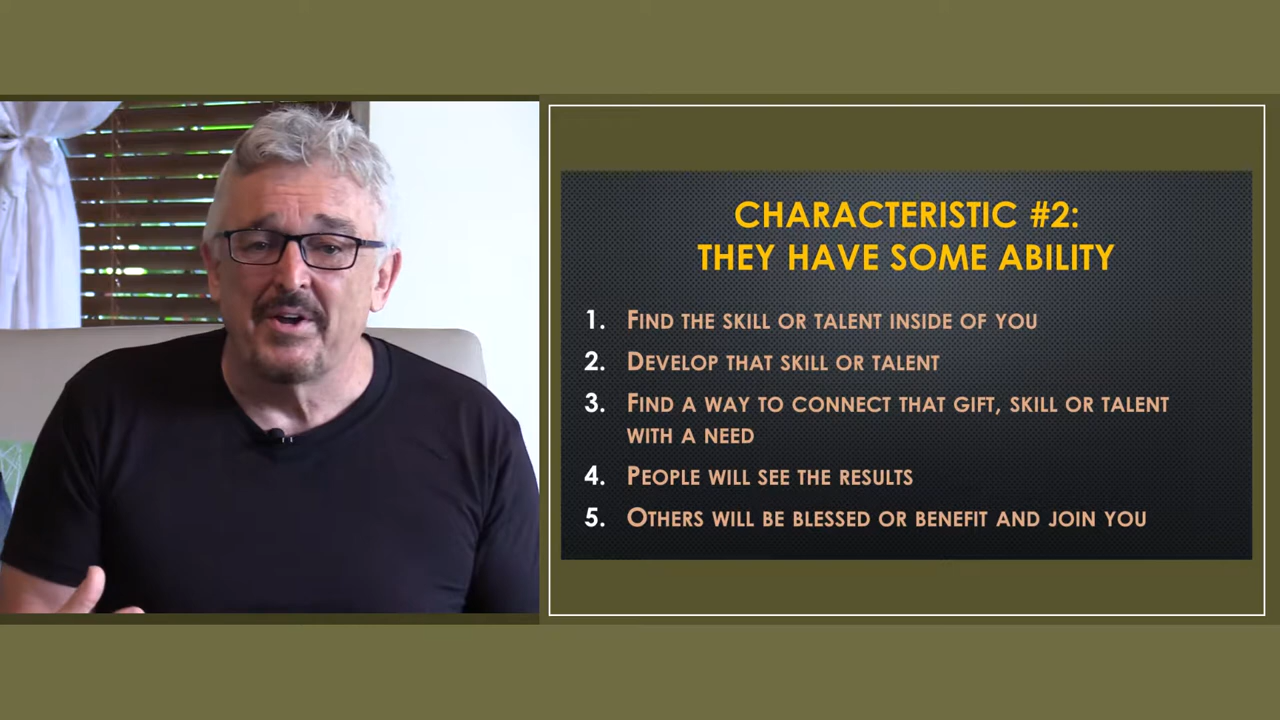 CHARACTERISTIC #2:
THEY HAVE SOME ABILITY
1. FIND THE SKILL OR TALENT INSIDE OF YOU
2. DEVELOP THAT SKILL OR TALENT
3. FIND A WAY TO CONNECT THAT GIFT, SKILL OR TALENT
WITH A NEED
4. PEOPLE WILL SEE THE RESULTS
5. OTHERS WILL BE BLESSED OR BENEFIT AND JOIN YOU